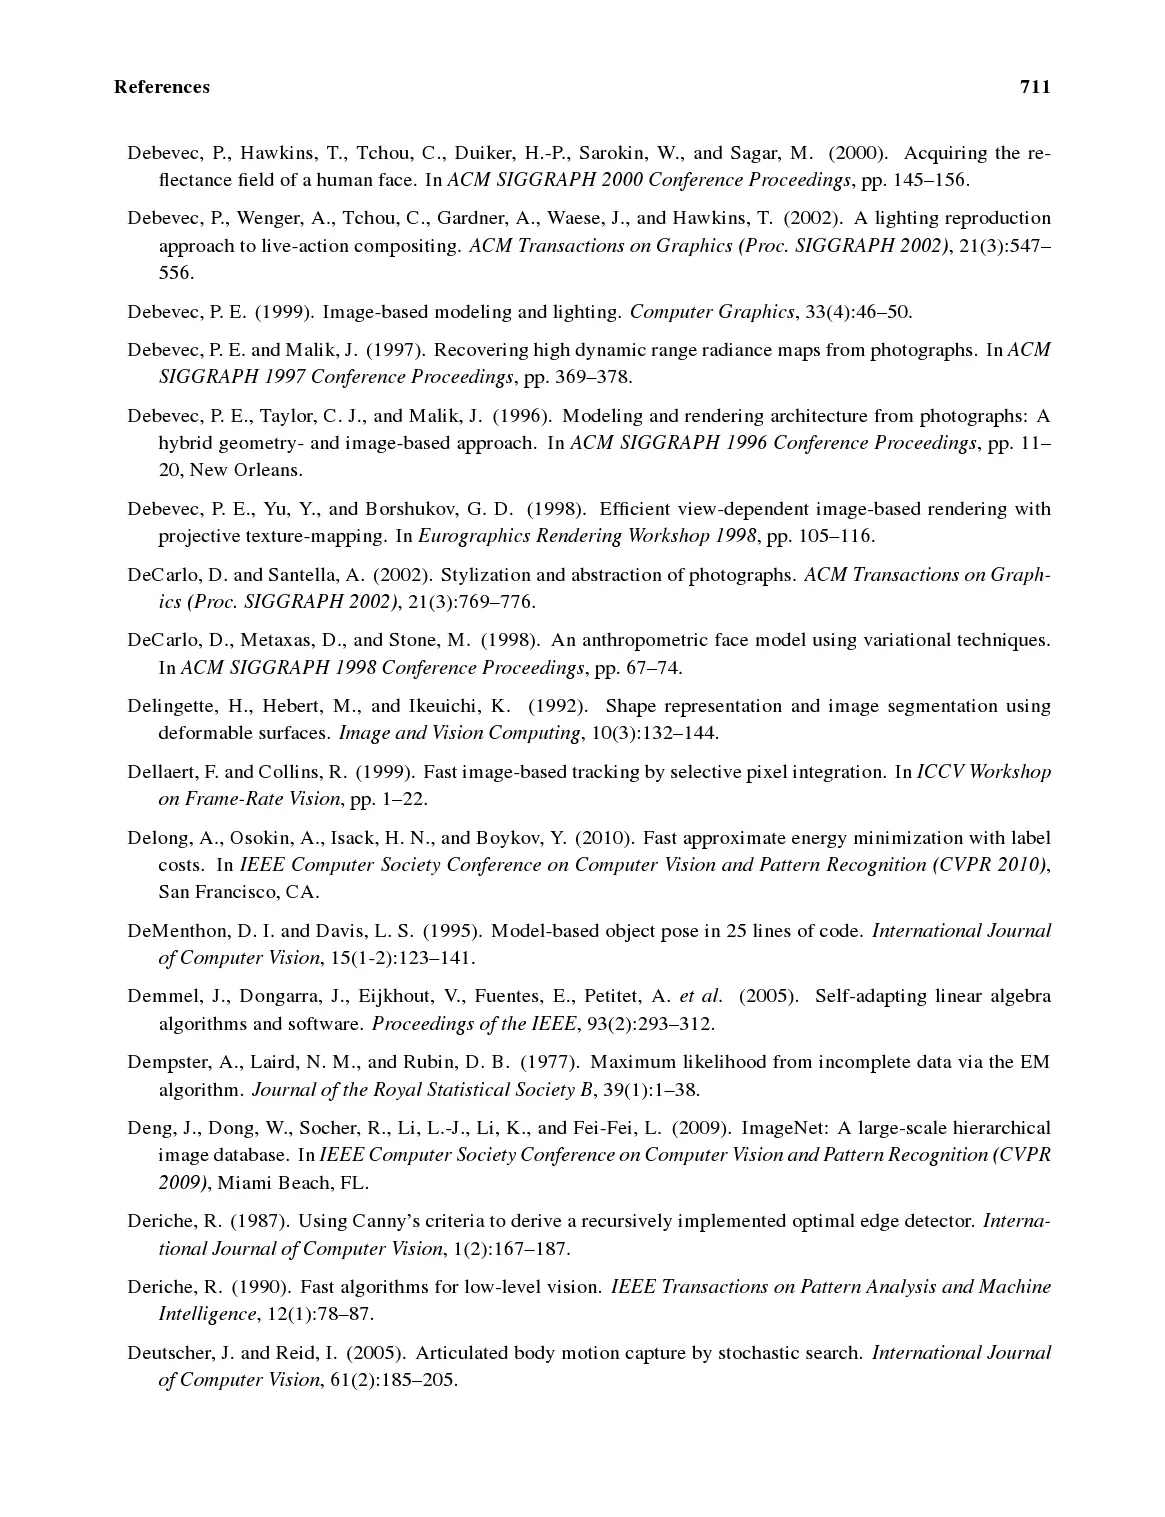 References 711
Debevec, P., Hawkins, T., Tchou, C., Duiker, H.-P., Sarokin, W., and Sagar, M. (2000). Acquiring the re-
flectance field of a human face. In ACM SIGGRAPH 2000 Conference Proceedings, pp. 145–156.
Debevec, P., Wenger, A., Tchou, C., Gardner, A., Waese, J., and Hawkins, T. (2002). A lighting reproduction
approach to live-action compositing. ACM Transactions on Graphics (Proc. SIGGRAPH 2002), 21(3):547–
556.
Debevec, P. E. (1999). Image-based modeling and lighting. Computer Graphics, 33(4):46–50.
Debevec, P. E. and Malik, J. (1997). Recovering high dynamic range radiance maps from photographs. In ACM
SIGGRAPH 1997 Conference Proceedings, pp. 369–378.
Debevec, P. E., Taylor, C. J., and Malik, J. (1996). Modeling and rendering architecture from photographs: A
hybrid geometry- and image-based approach. In ACM SIGGRAPH 1996 Conference Proceedings, pp. 11–
20, New Orleans.
Debevec, P. E., Yu, Y., and Borshukov, G. D. (1998). Efficient view-dependent image-based rendering with
projective texture-mapping. In Eurographics Rendering Workshop 1998, pp. 105–116.
DeCarlo, D. and Santella, A. (2002). Stylization and abstraction of photographs. ACM Transactions on Graph-
ics (Proc. SIGGRAPH 2002), 21(3):769–776.
DeCarlo, D., Metaxas, D., and Stone, M. (1998). An anthropometric face model using variational techniques.
In ACM SIGGRAPH 1998 Conference Proceedings, pp. 67–74.
Delingette, H., Hebert, M., and Ikeuichi, K. (1992). Shape representation and image segmentation using
deformable surfaces. Image and Vision Computing, 10(3):132–144.
Dellaert, F. and Collins, R. (1999). Fast image-based tracking by selective pixel integration. In ICCV Workshop
on Frame-Rate Vision, pp. 1–22.
Delong, A., Osokin, A., Isack, H. N., and Boykov, Y. (2010). Fast approximate energy minimization with label
costs. In IEEE Computer Society Conference on Computer Vision and Pattern Recognition (CVPR 2010),
San Francisco, CA.
DeMenthon, D. I. and Davis, L. S. (1995). Model-based object pose in 25 lines of code. International Journal
of Computer Vision, 15(1-2):123–141.
Demmel, J., Dongarra, J., Eijkhout, V., Fuentes, E., Petitet, A. et al. (2005). Self-adapting linear algebra
algorithms and software. Proceedings of the IEEE, 93(2):293–312.
Dempster, A., Laird, N. M., and Rubin, D. B. (1977). Maximum likelihood from incomplete data via the EM
algorithm. Journal of the Royal Statistical Society B, 39(1):1–38.
Deng, J., Dong, W., Socher, R., Li, L.-J., Li, K., and Fei-Fei, L. (2009). ImageNet: A large-scale hierarchical
image database. In IEEE Computer Society Conference on Computer Vision and Pattern Recognition (CVPR
2009), Miami Beach, FL.
Deriche, R. (1987). Using Canny’s criteria to derive a recursively implemented optimal edge detector. Interna-
tional Journal of Computer Vision, 1(2):167–187.
Deriche, R. (1990). Fast algorithms for low-level vision. IEEE Transactions on Pattern Analysis and Machine
Intelligence, 12(1):78–87.
Deutscher, J. and Reid, I. (2005). Articulated body motion capture by stochastic search. International Journal
of Computer Vision, 61(2):185–205.